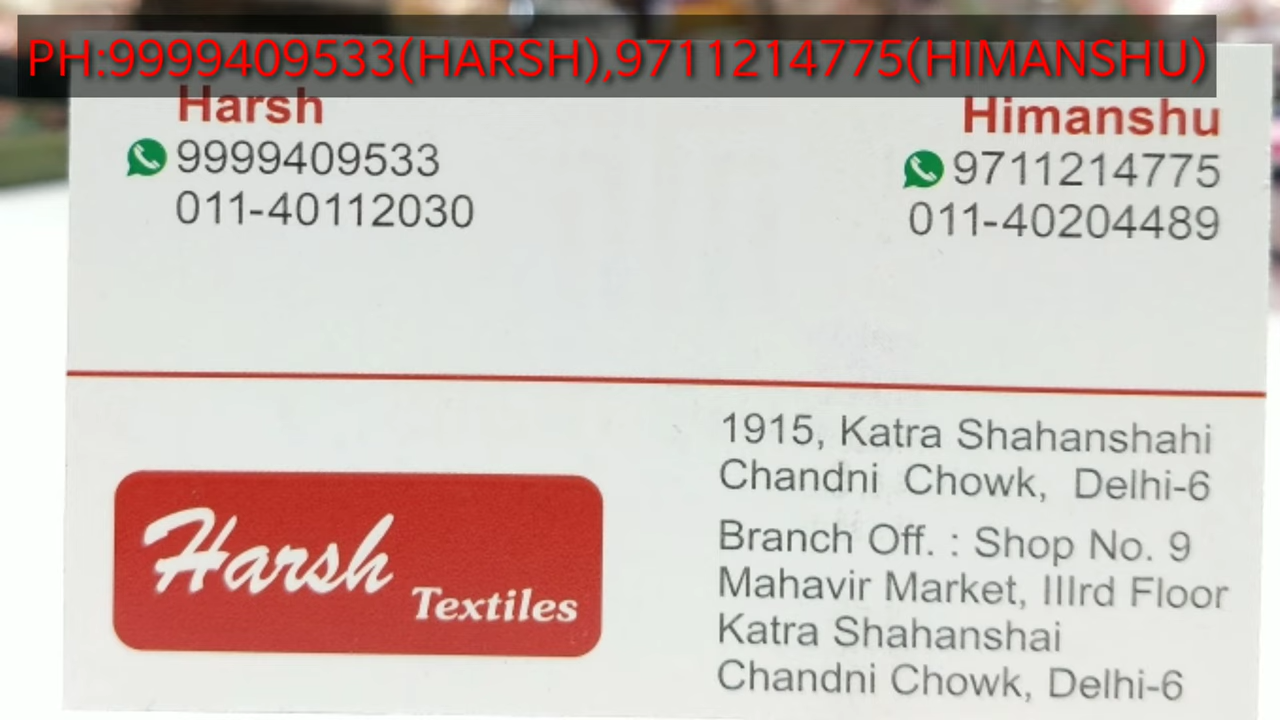 PH:9999409533(HARSH),9711214775(HIMANSHU)
Harsh
9999409533
011-40112030
Himanshu
9711214775
011-40204489
Harsh
Textiles
1915, Katra Shahanshahi
Chandni Chowk, Delhi-6
Branch Off. : Shop No. 9
Mahavir Market, IIIrd Floor
Katra Shahanshai
Chandni Chowk, Delhi-6